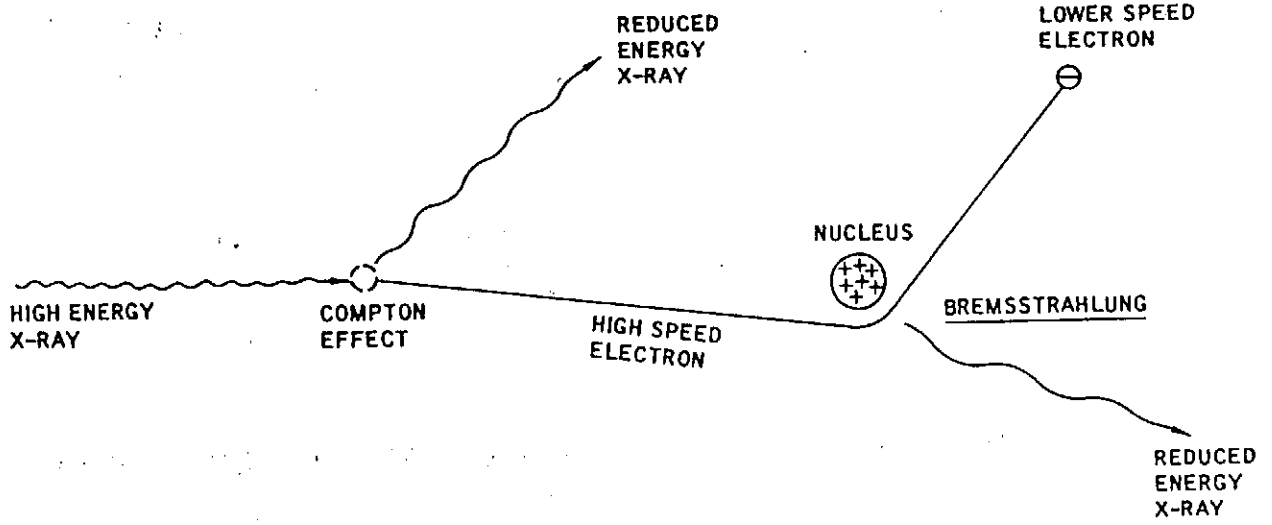 REDUCED
ENERGY
X-RAY
LOWER SPEED
ELECTRON
NUCLEUS
HIGH ENERGY
X-RAY
COMPTON
EFFECT
HIGH SPEED
ELECTRON
BREMSSTRAHLUNG
REDUCED
ENERGY
X-RAY